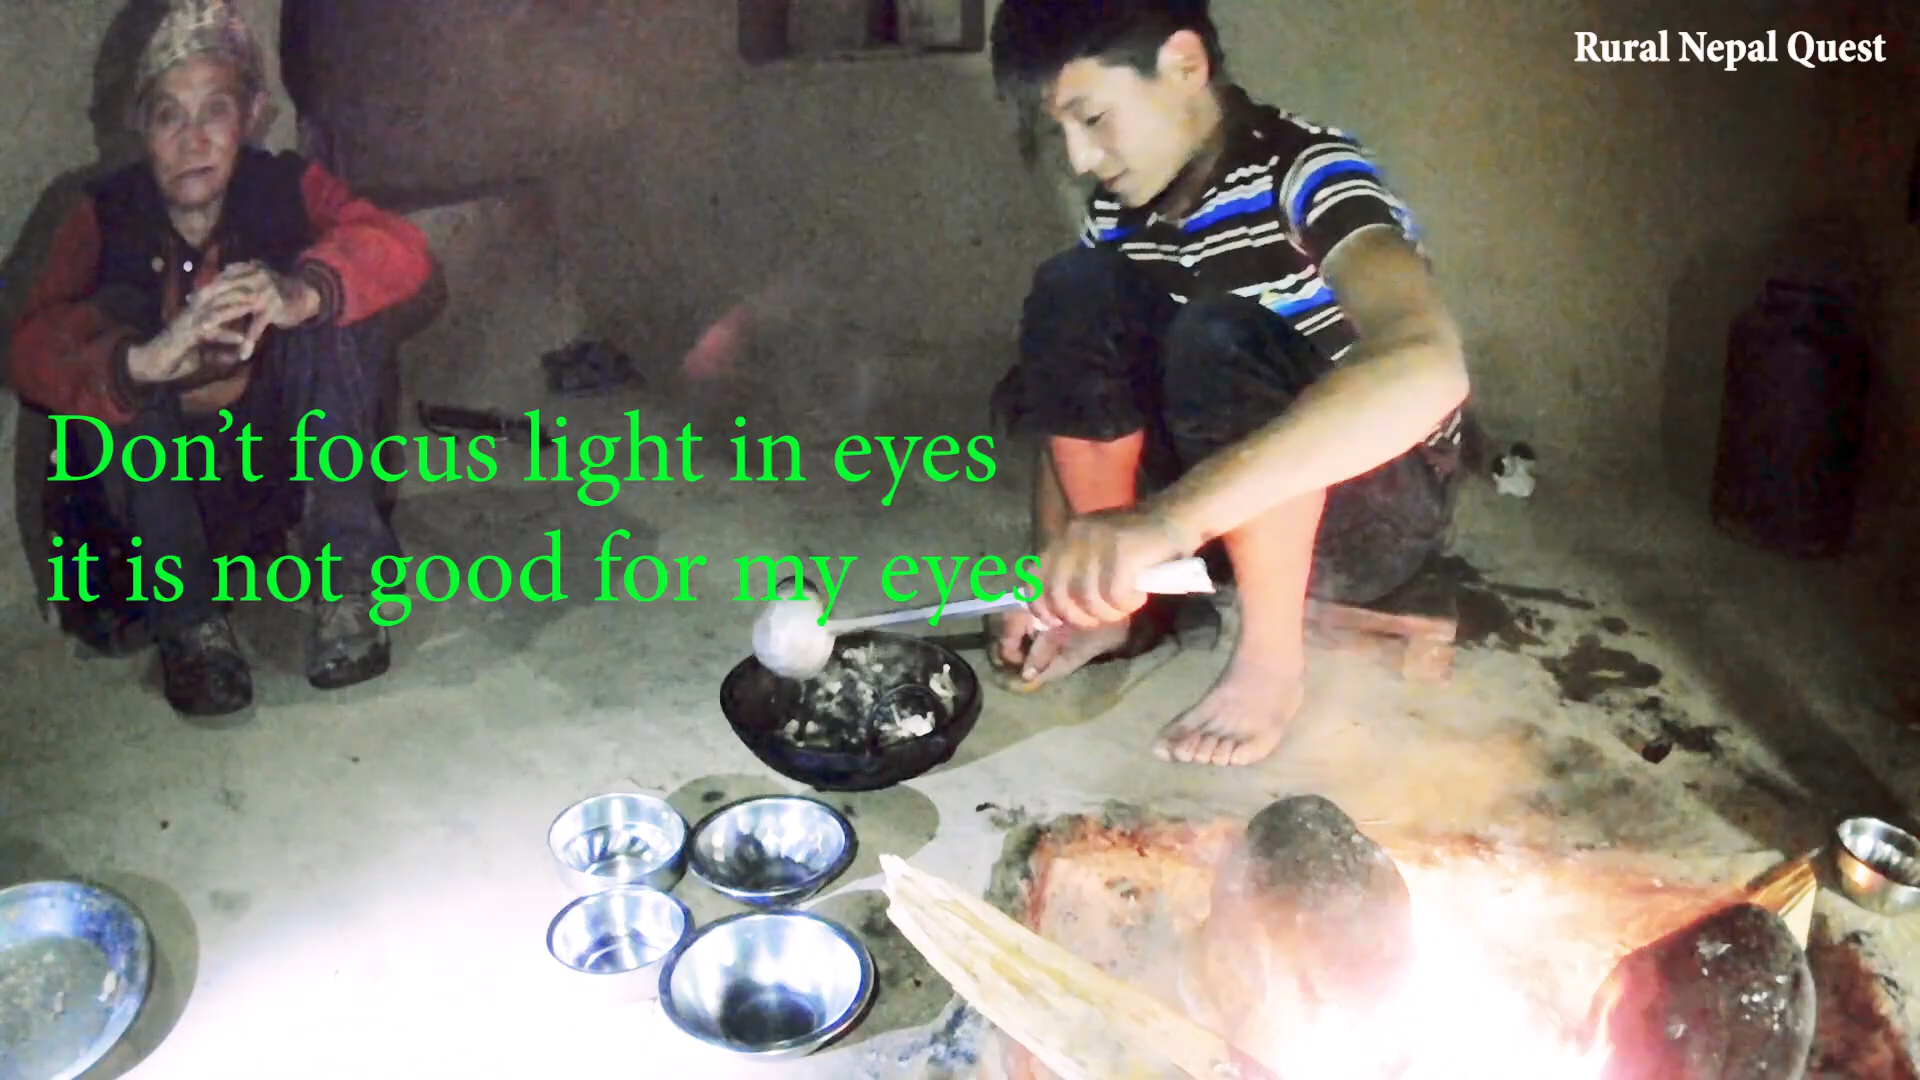 Rural Nepal Quest
Don’t focus light in eyes
it is not good for my eyes